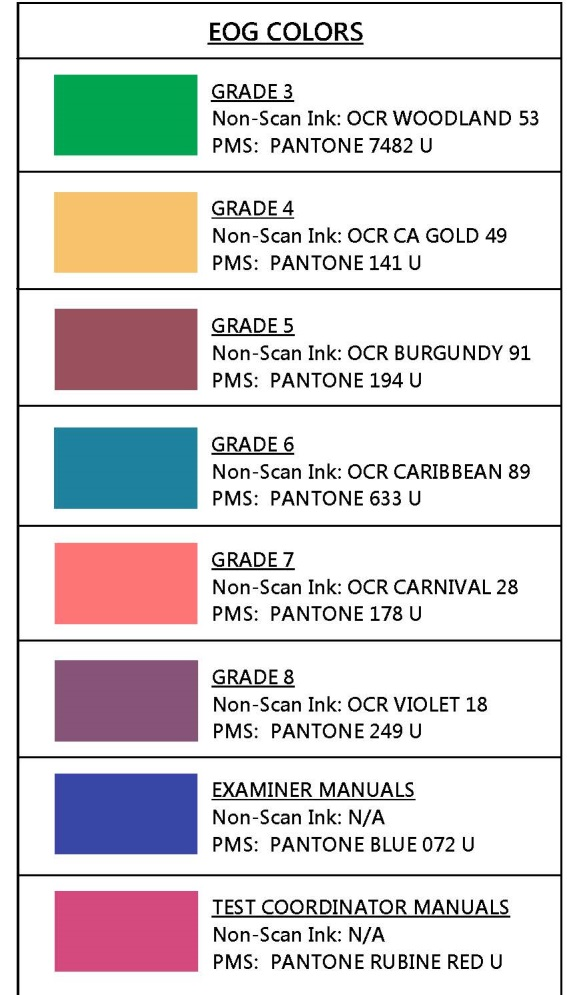 EOG COLORS
GRADE 3
Non-Scan Ink: OCR WOODLAND 53
PMS:  PANTONE 7482 U
GRADE 4
Non-Scan Ink: OCR CA GOLD 49
PMS:  PANTONE 141 U
GRADE 5
Non-Scan Ink: OCR BURGUNDY 91
PMS:  PANTONE 194 U
GRADE 6
Non-Scan Ink: OCR CARIBBEAN 89
PMS:  PANTONE 633 U
GRADE 7
Non-Scan Ink: OCR CARNIVAL 28
PMS:  PANTONE 178 U
GRADE 8
Non-Scan Ink: OCR VIOLET 18
PMS:  PANTONE 249 U
EXAMINER MANUALS
Non-Scan Ink: N/A
PMS:  PANTONE BLUE 072 U
TEST COORDINATOR MANUALS
Non-Scan Ink: N/A
PMS:  PANTONE RUBINE RED U